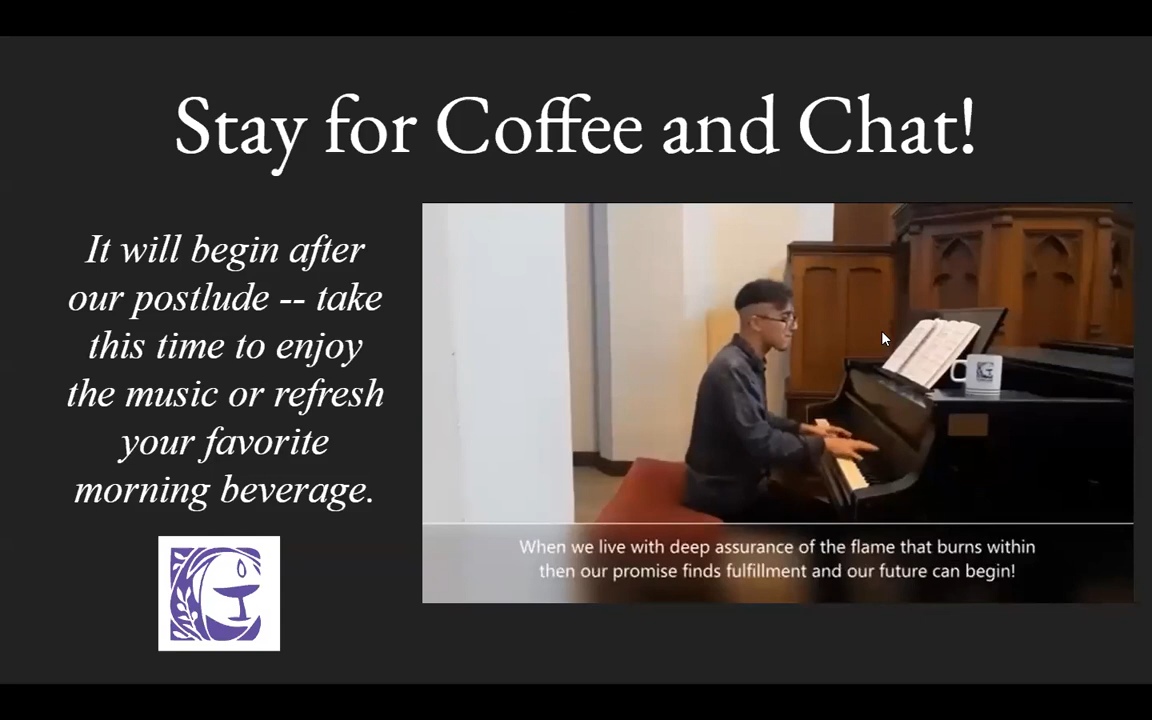 Stay for Coffee and Chat!
It will begin after
our postlude -- take
this time to enjoy
the music or refresh
your favorite
morning beverage.
When we live with deep assurance of the flame that burns within
then our promise finds fulfillment and our future can begin!